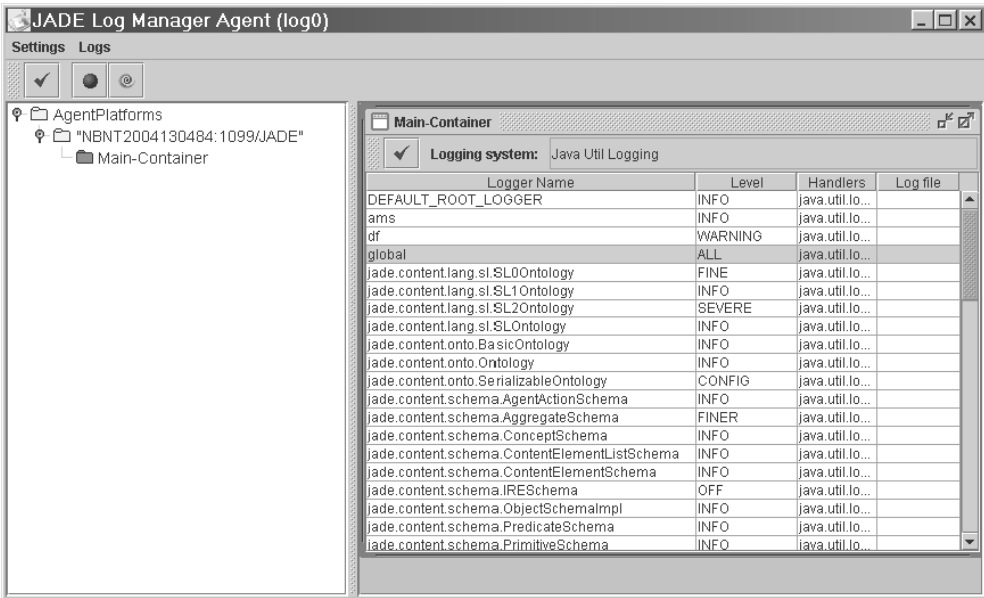 JADE Log Manager Agent (log0)
Settings Logs
AgentPlatforms
"NBNT2004130484:1099/JADE"
Main-Container
Main-Container
Logging system: Java Util Logging
Logger Name Level Handlers Log file
DEFAULT_ROOT_LOGGER INFO java.util.lo...
ams INFO java.util.lo...
df WARNING java.util.lo...
global ALL java.util.lo...
jade.content.lang.sl.SL0Ontology FINE java.util.lo...
jade.content.lang.sl.SL1Ontology INFO java.util.lo...
jade.content.lang.sl.SL2Ontology SEVERE java.util.lo...
jade.content.lang.sl.SLOntology INFO java.util.lo...
jade.content.onto.BasicOntology INFO java.util.lo...
jade.content.onto.Ontology INFO java.util.lo...
jade.content.onto.SerializableOntology CONFIG java.util.lo...
jade.content.schema.AgentActionSchema INFO java.util.lo...
jade.content.schema.AggregateSchema FINER java.util.lo...
jade.content.schema.ConceptSchema INFO java.util.lo...
jade.content.schema.ContentElementListSchema INFO java.util.lo...
jade.content.schema.ContentElementSchema INFO java.util.lo...
jade.content.schema.IRESchema OFF java.util.lo...
jade.content.schema.ObjectSchemaImpl INFO java.util.lo...
jade.content.schema.PredicateSchema INFO java.util.lo...
jade.content.schema.PrimitiveSchema INFO java.util.lo...